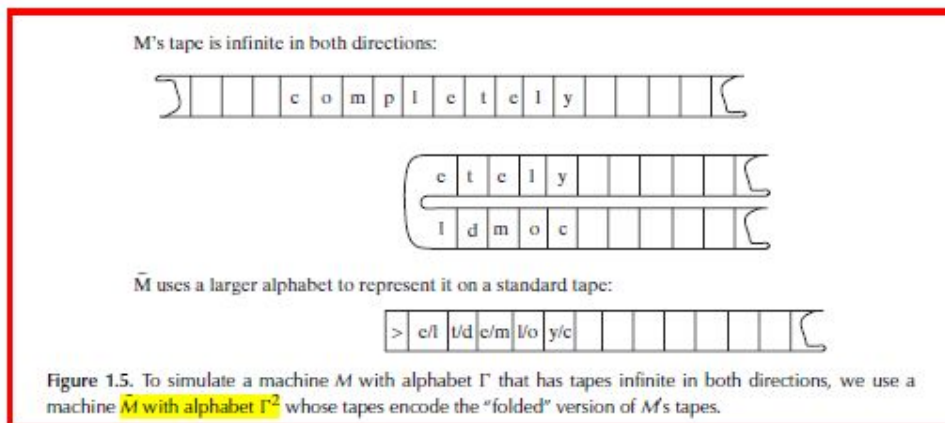 M's tape is infinite in both directions:
c o m p l e t e l y
e t e l y
l d m o c
M̄ uses a larger alphabet to represent it on a standard tape:
> e/l t/d e/m l/o y/c
Figure 1.5. To simulate a machine M with alphabet Γ that has tapes infinite in both directions, we use a
machine M̄ with alphabet Γ² whose tapes encode the “folded” version of M's tapes.